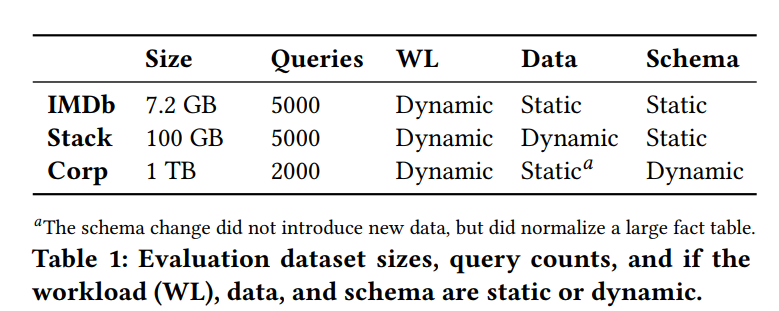 Size Queries WL Data Schema
IMDb 7.2 GB 5000 Dynamic Static Static
Stack 100 GB 5000 Dynamic Dynamic Static
Corp 1 TB 2000 Dynamic Staticᵃ Dynamic
ᵃThe schema change did not introduce new data, but did normalize a large fact table.
Table 1: Evaluation dataset sizes, query counts, and if the
workload (WL), data, and schema are static or dynamic.